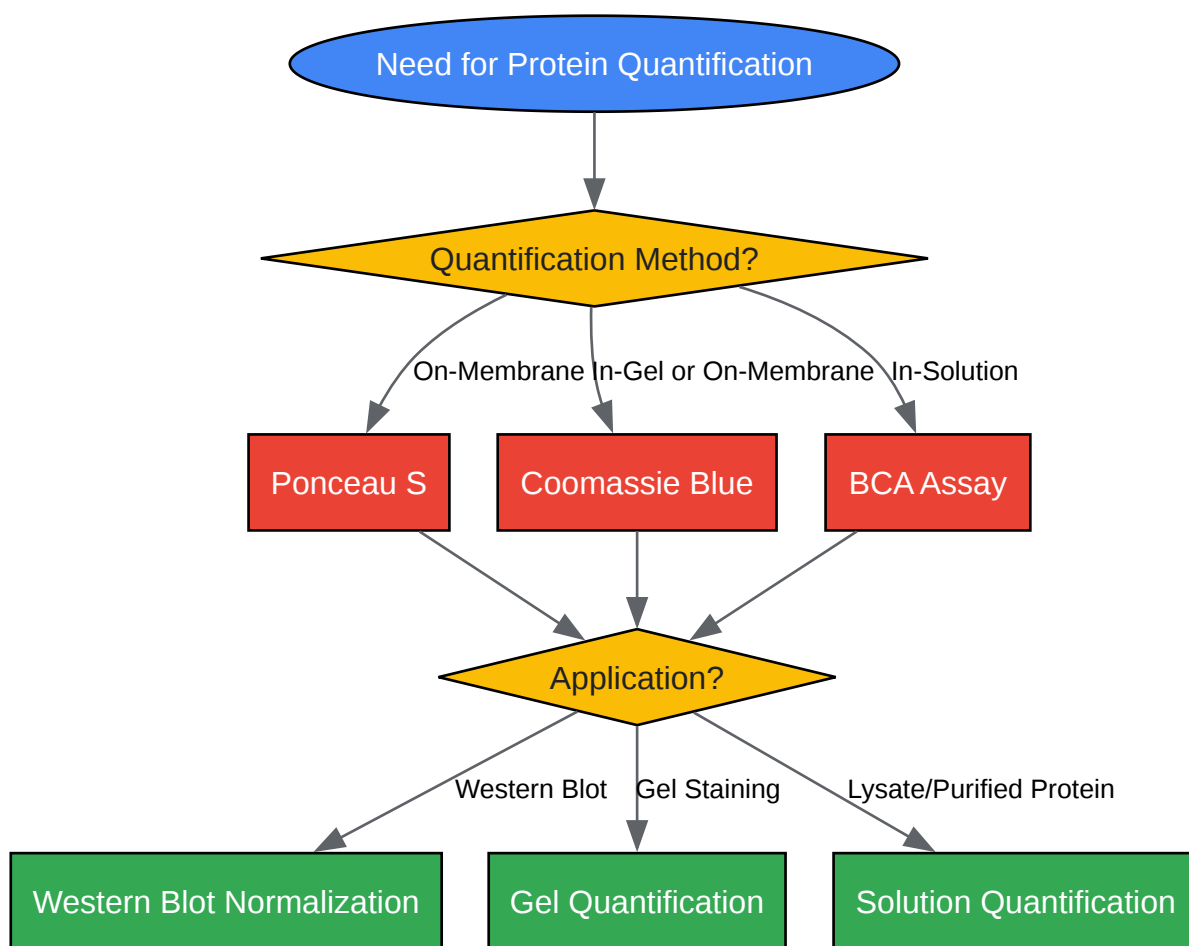 Need for Protein Quantification
Quantification Method?
On-Membrane
In-Gel or On-Membrane
In-Solution
Ponceau S
Coomassie Blue
BCA Assay
Application?
Western Blot
Gel Staining
Lysate/Purified Protein
Western Blot Normalization
Gel Quantification
Solution Quantification